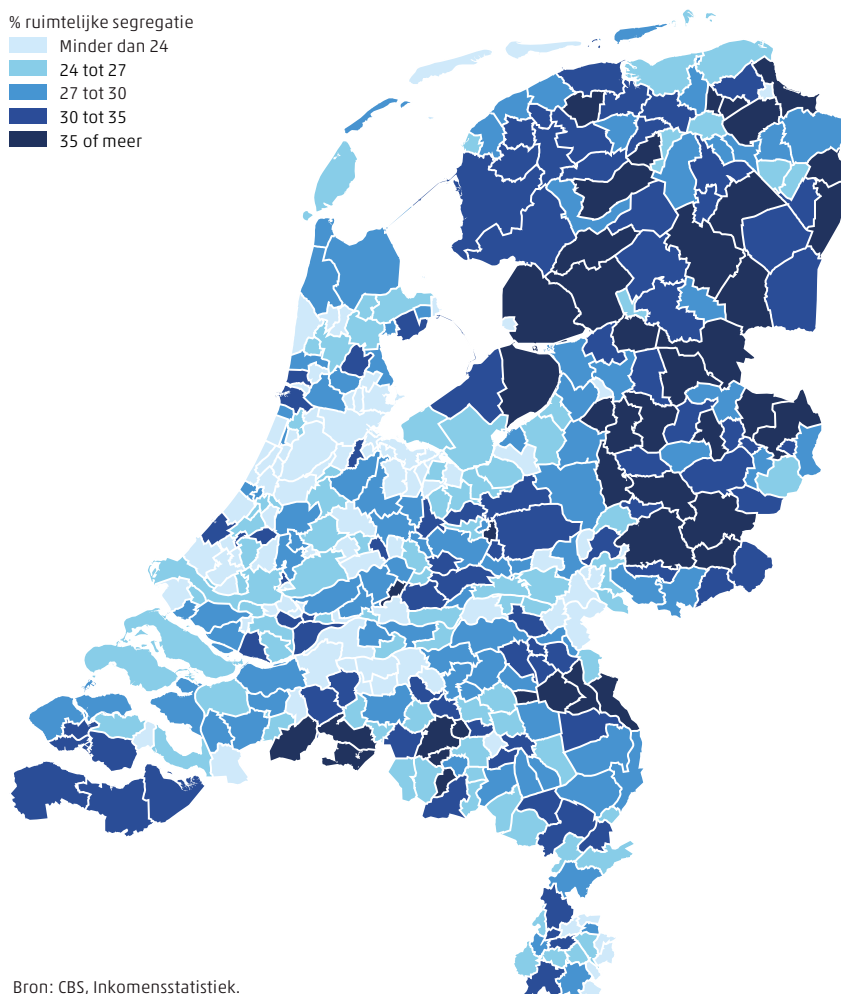 % ruimtelijke segregatie
Minder dan 24
24 tot 27
27 tot 30
30 tot 35
35 of meer
Bron: CBS, Inkomensstatistiek.